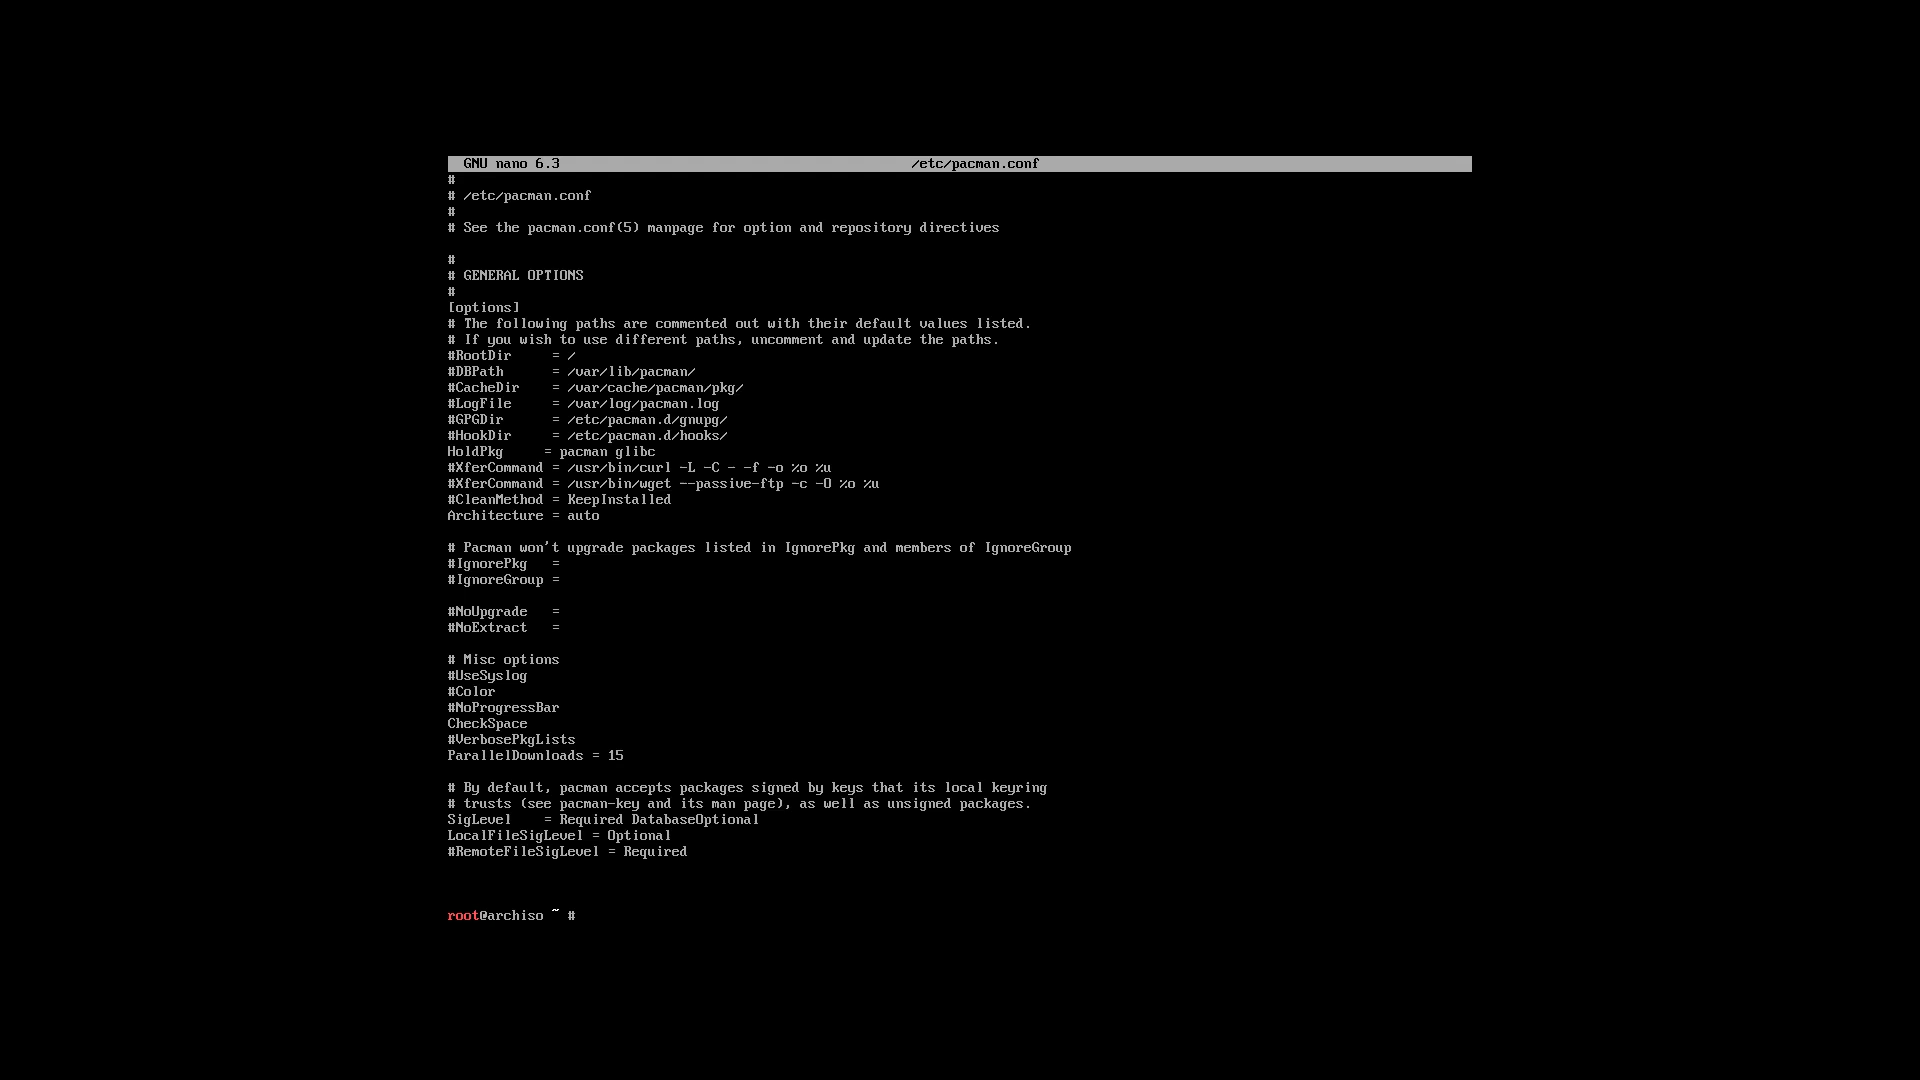 GNU nano 6.3 /etc/pacman.conf
#
# /etc/pacman.conf
#
# See the pacman.conf(5) manpage for option and repository directives
#
# GENERAL OPTIONS
#
[options]
# The following paths are commented out with their default values listed.
# If you wish to use different paths, uncomment and update the paths.
#RootDir     = /
#DBPath      = /var/lib/pacman/
#CacheDir    = /var/cache/pacman/pkg/
#LogFile     = /var/log/pacman.log
#GPGDir      = /etc/pacman.d/gnupg/
#HookDir     = /etc/pacman.d/hooks/
HoldPkg     = pacman glibc
#XferCommand = /usr/bin/curl -L -C - -f -o %o %u
#XferCommand = /usr/bin/wget --passive-ftp -c -O %o %u
#CleanMethod = KeepInstalled
Architecture = auto
# Pacman won't upgrade packages listed in IgnorePkg and members of IgnoreGroup
#IgnorePkg   =
#IgnoreGroup =
#NoUpgrade   =
#NoExtract   =
# Misc options
#UseSyslog
#Color
#NoProgressBar
CheckSpace
#VerbosePkgLists
ParallelDownloads = 15
# By default, pacman accepts packages signed by keys that its local keyring
# trusts (see pacman-key and its man page), as well as unsigned packages.
SigLevel    = Required DatabaseOptional
LocalFileSigLevel = Optional
#RemoteFileSigLevel = Required
root@archiso ~ #